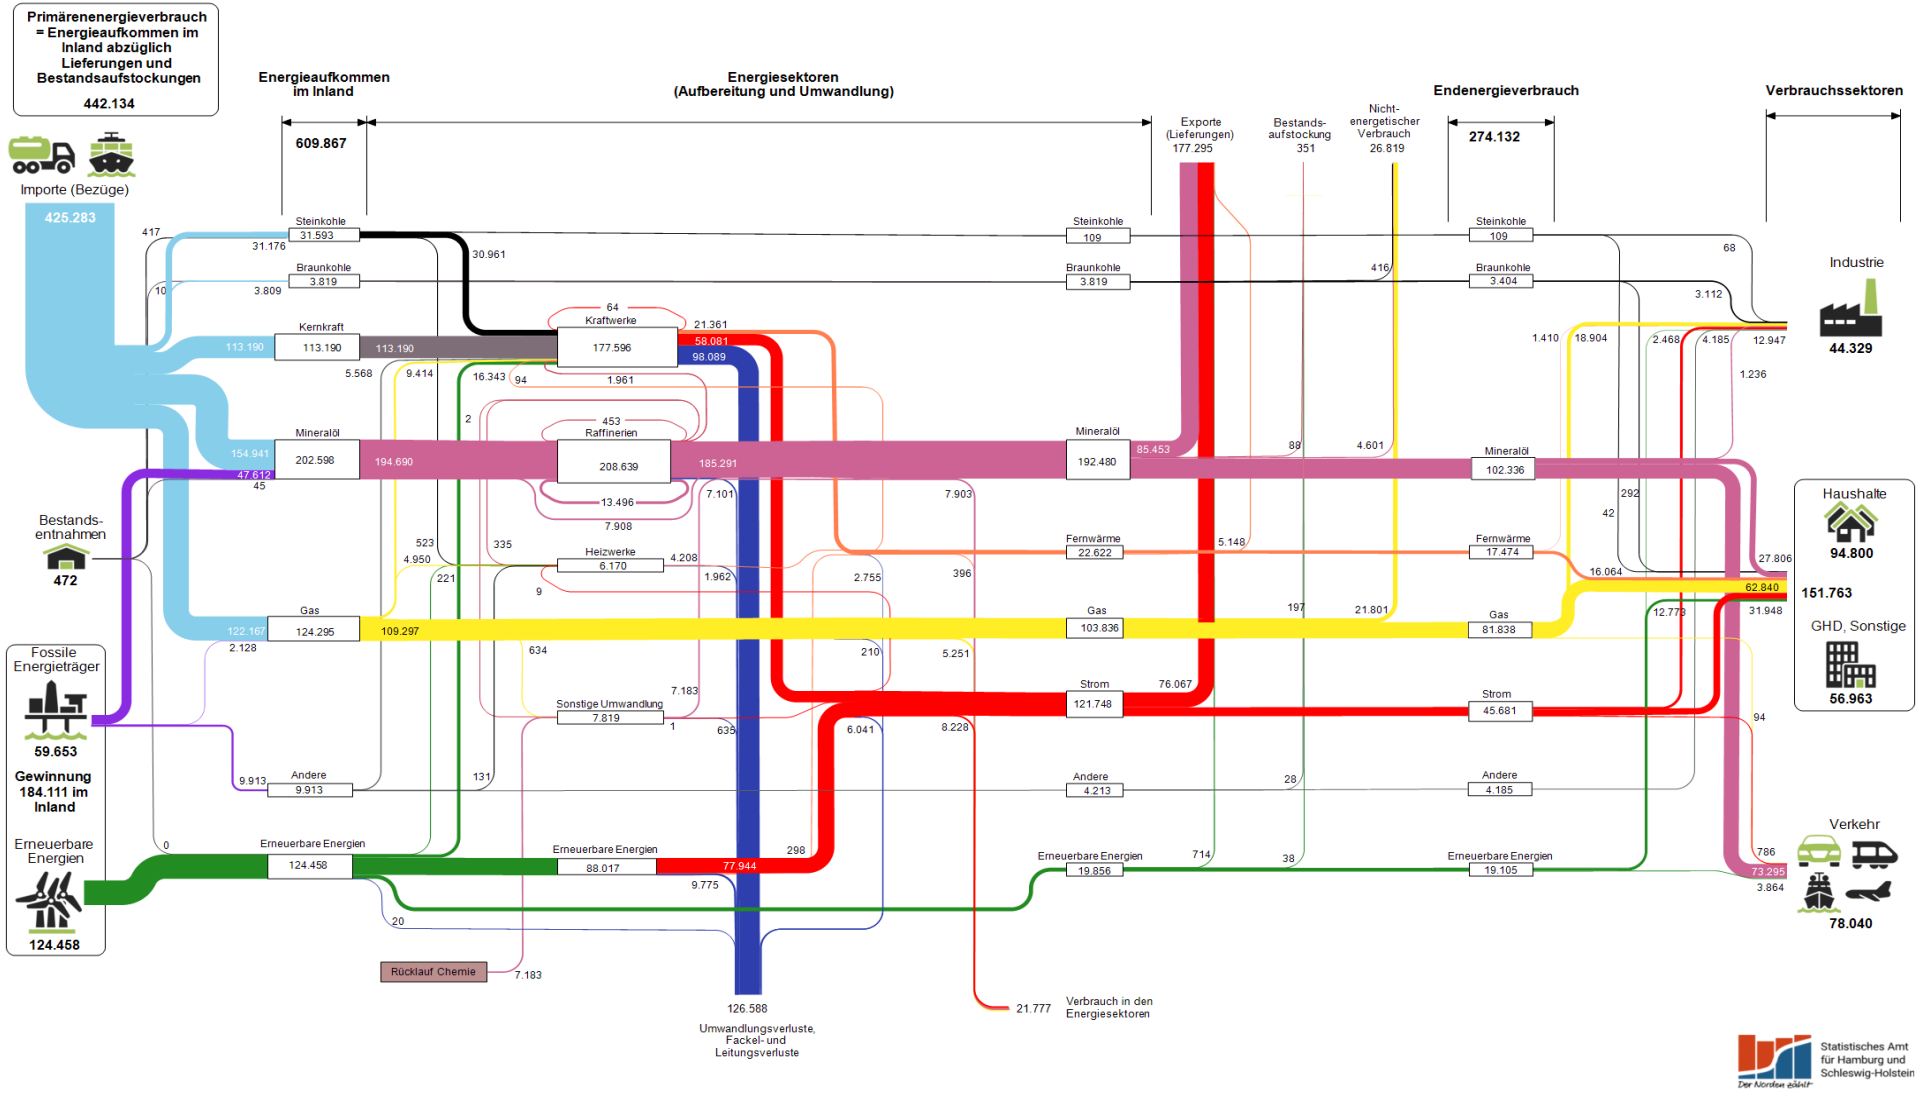 Primärenenergieverbrauch
= Energieaufkommen im
Inland abzüglich
Lieferungen und
Bestandsaufstockungen
442.134
Energieaufkommen
im Inland
609.867
Energiesektoren
(Aufbereitung und Umwandlung)
Exporte
(Lieferungen)
177.295
Bestands-
aufstockung
351
Nicht-
energetischer
Verbrauch
26.819
Endenergieverbrauch
274.132
Verbrauchssektoren
Importe (Bezüge)
425.283
417
31.176
Steinkohle
31.593
30.961
Steinkohle
109
Steinkohle
109
68
10
3.809
Braunkohle
3.819
Braunkohle
3.819
416
Braunkohle
3.404
3.112
Industrie
44.329
113.190
Kernkraft
113.190
113.190
64
Kraftwerke
177.596
21.361
58.081
98.089
1.410
18.904
2.468
4.185
12.947
1.236
5.568
9.414
16.343
94
1.961
2
154.941
47.612
45
Mineralöl
202.598
194.690
453
Raffinerien
208.639
185.291
13.496
7.908
7.101
7.903
Mineralöl
192.480
85.453
88
4.601
Mineralöl
102.336
292
42
Haushalte
94.800
Bestands-
entnahmen
472
523
4.950
221
335
Heizwerke
6.170
4.208
1.962
9
2.755
396
Fernwärme
22.622
5.148
Fernwärme
17.474
16.064
27.806
62.840
31.948
12.773
151.763
GHD, Sonstige
56.963
122.167
2.128
Gas
124.295
109.297
634
210
5.251
Gas
103.836
197
21.801
Gas
81.838
94
Fossile
Energieträger
59.653
Gewinnung
184.111 im
Inland
7.183
Sonstige Umwandlung
7.819
1
635
6.041
8.228
Strom
121.748
76.067
Strom
45.681
9.913
Andere
9.913
131
Andere
4.213
28
Andere
4.185
Erneuerbare
Energien
124.458
0
Erneuerbare Energien
124.458
20
Erneuerbare Energien
88.017
77.944
9.775
298
Erneuerbare Energien
19.856
714
38
Erneuerbare Energien
19.105
786
73.295
3.864
Verkehr
78.040
Rücklauf Chemie
7.183
126.588
Umwandlungsverluste,
Fackel- und
Leitungsverluste
21.777
Verbrauch in den
Energiesektoren
Der Norden zählt
Statistisches Amt
für Hamburg und
Schleswig-Holstein